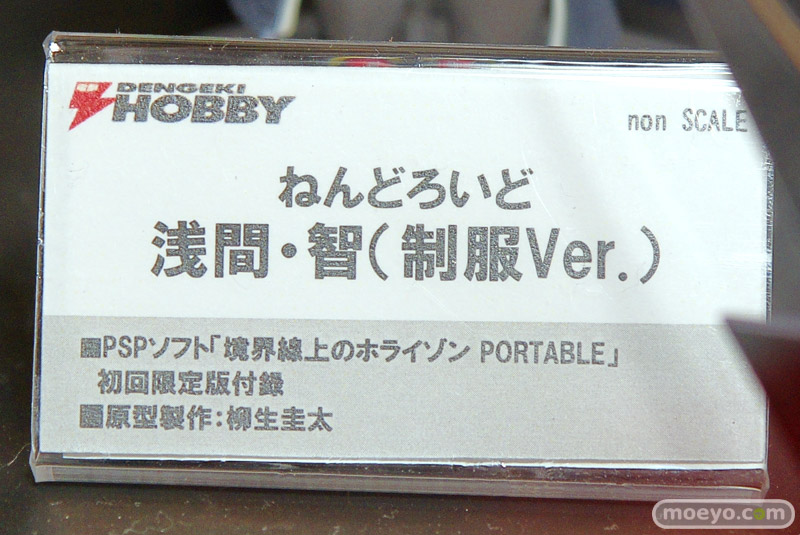 電撃
DENGEKI
HOBBY
non SCALE
ねんどろいど
浅間・智(制服Ver.)
■PSPソフト「境界線上のホライゾン PORTABLE」
初回限定版付録
■原型製作:柳生圭太
moeyo.com